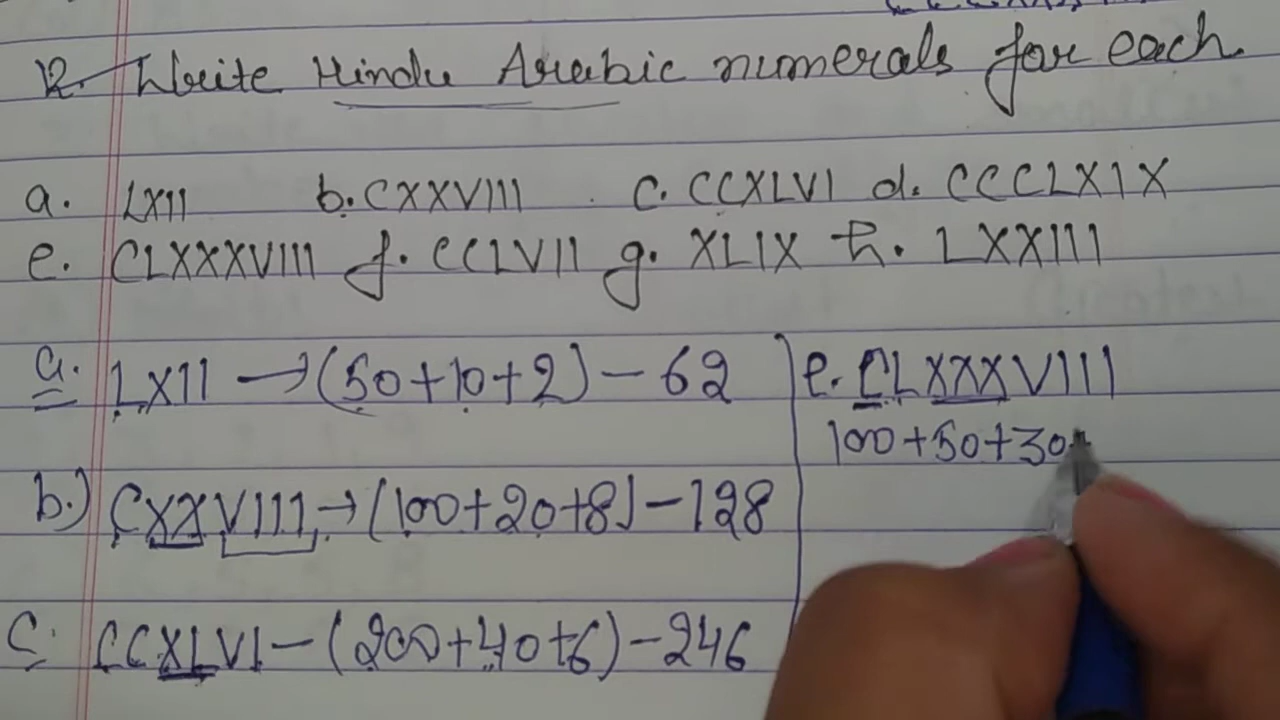 12. Write Hindu Arabic numerals for each.
a. LXII b. CXXVIII c. CCXLVI d. CCCLXIX
e. CLXXXVIII f. CCLVII g. XLIX h. LXXIII
a. LXII → (50+10+2) - 62
b.) CXXVIII → (100+20+8) - 128
c. CCXLVI - (200+40+6) - 246
e. CLXXXVIII
100+50+30+